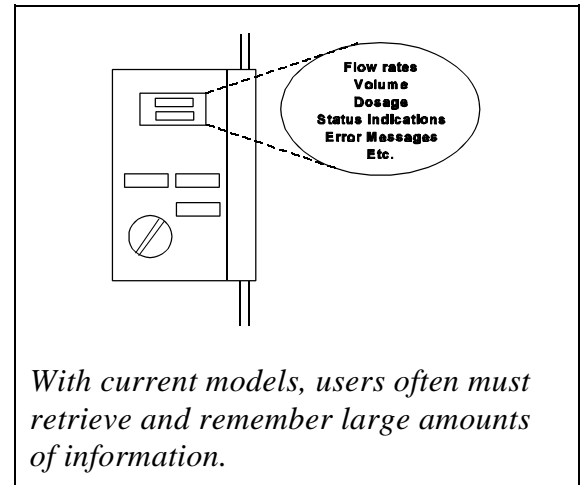 Flow rates
Volume
Dosage
Status Indications
Error Messages
Etc.
With current models, users often must
retrieve and remember large amounts
of information.